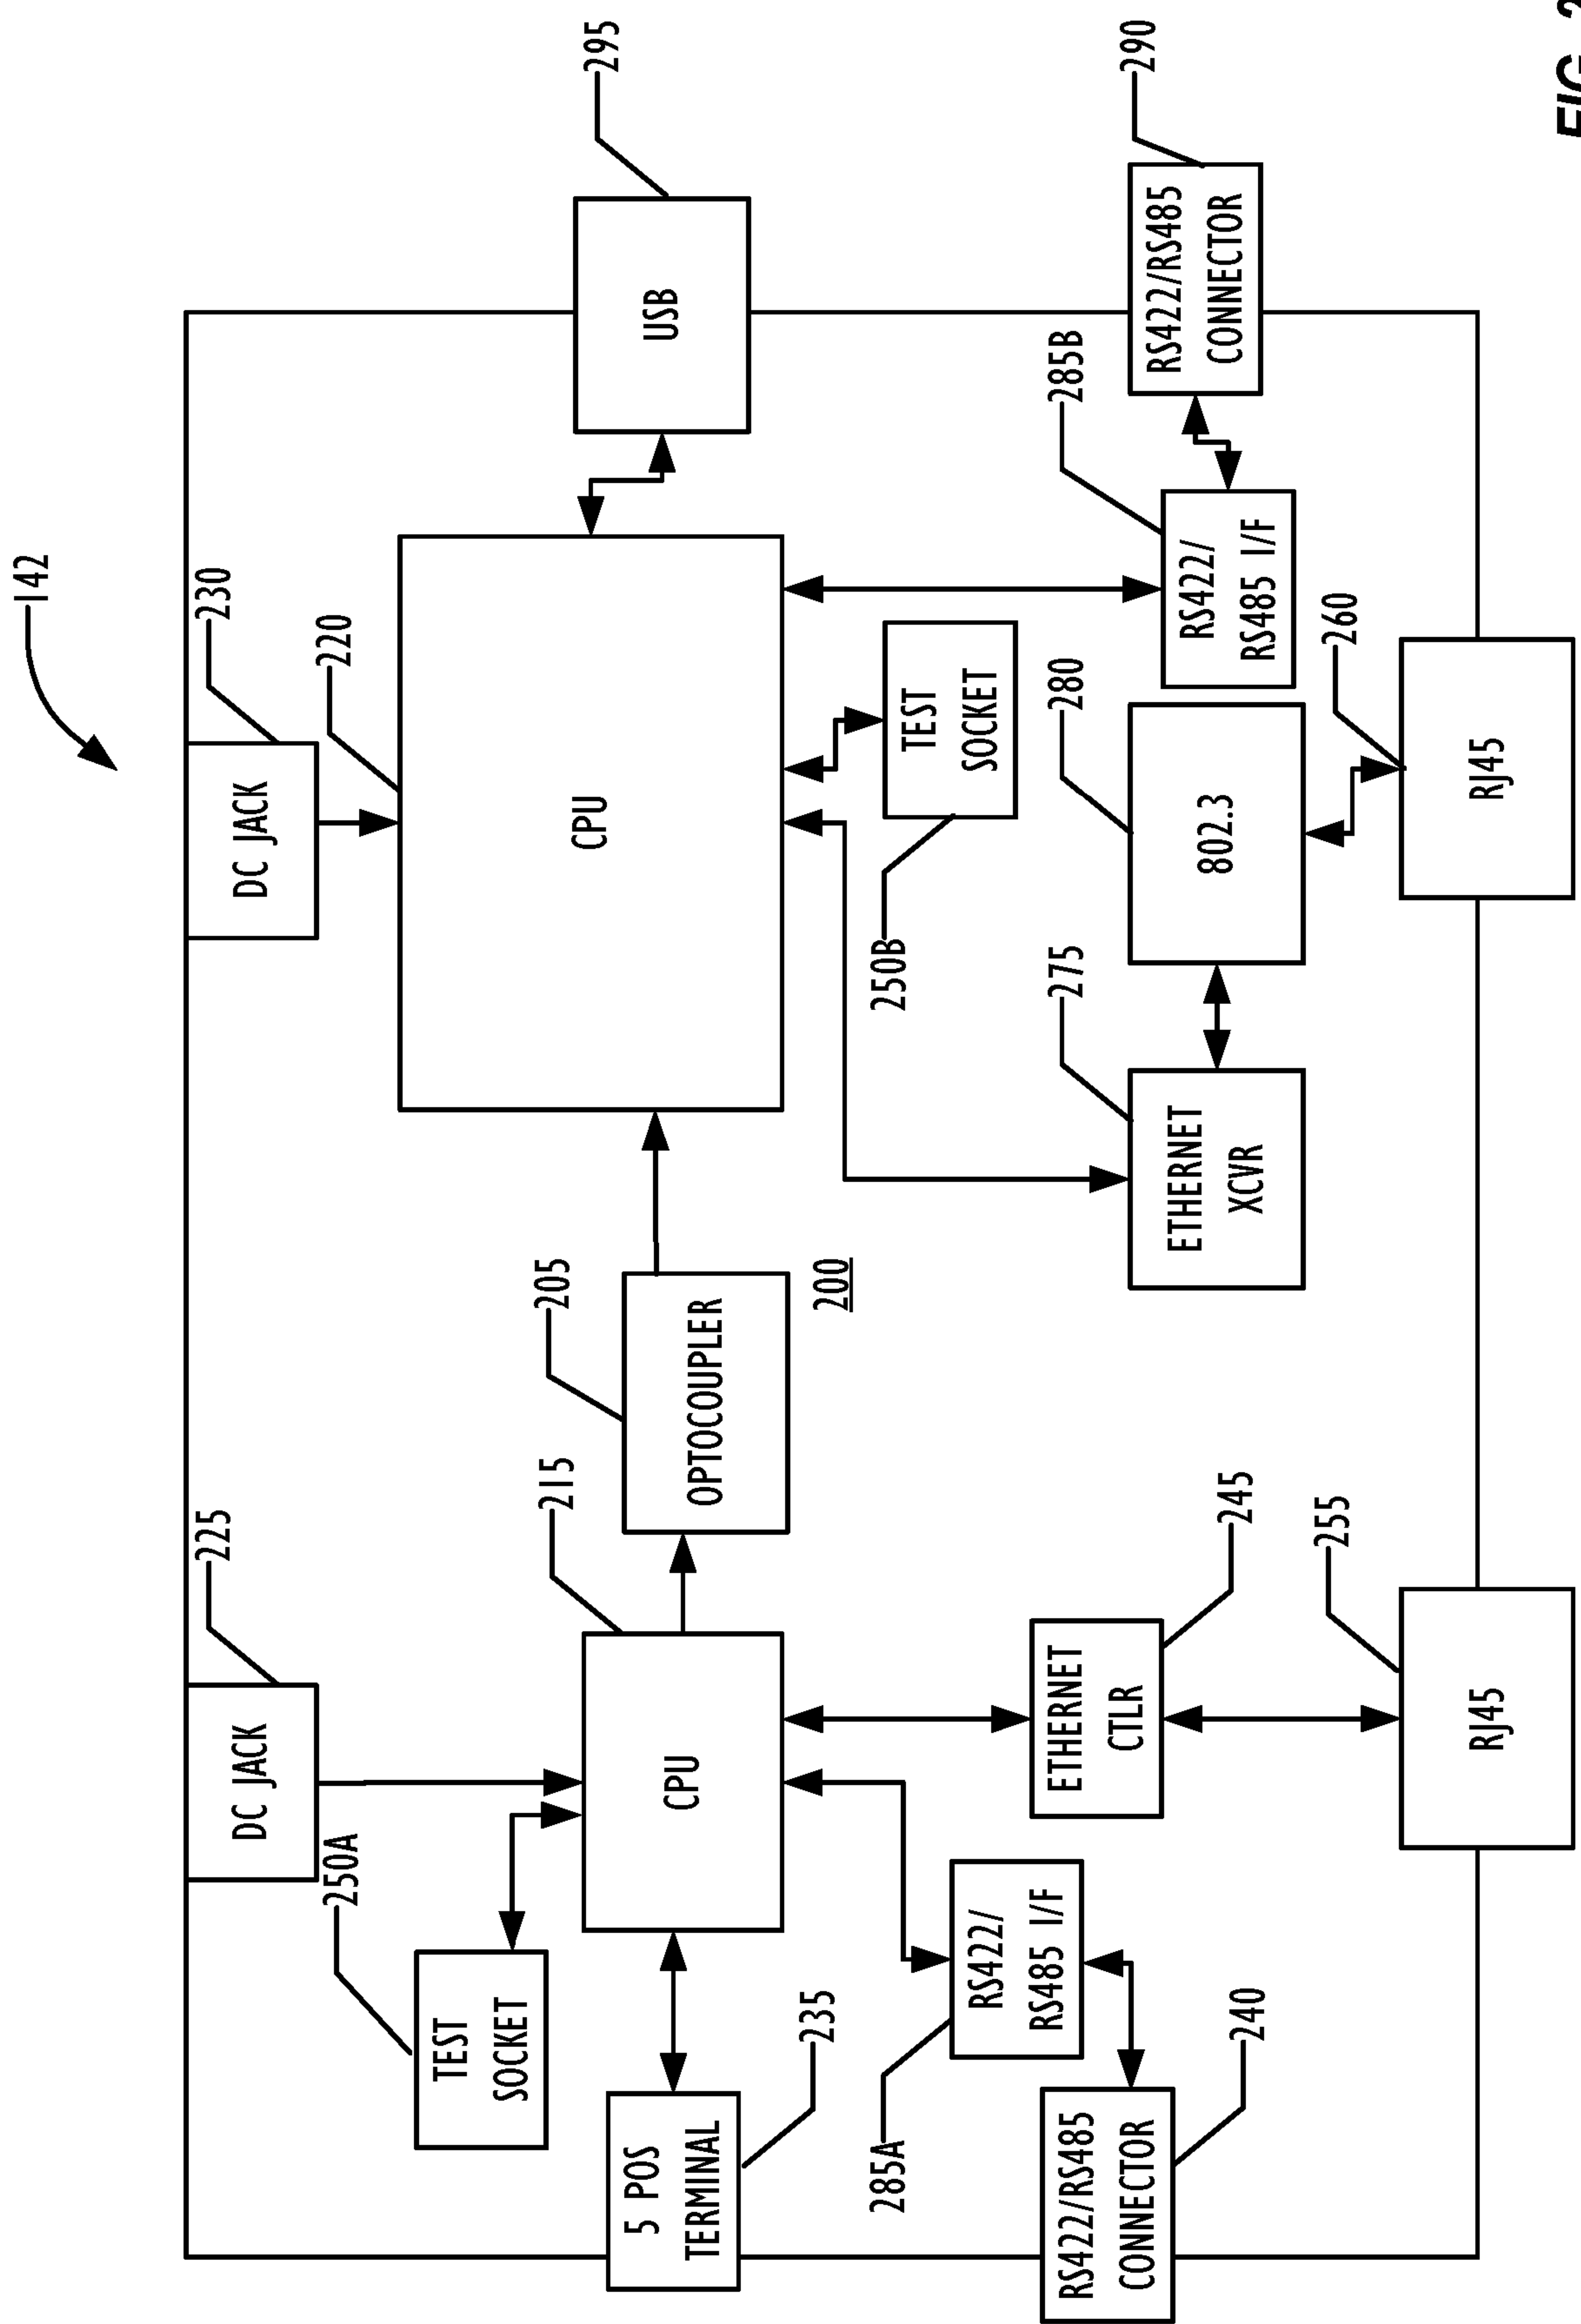 142
225
DC JACK
230
DC JACK
250A
220
TEST
SOCKET
215
205
295
5 POS
TERMINAL
CPU
OPTOCOUPLER
CPU
USB
235
200
250B
TEST
SOCKET
285A
RS422/
RS485 I/F
ETHERNET
CTLR
275
280
285B
RS422/RS485
CONNECTOR
240
245
ETHERNET
XCVR
802.3
RS422/
RS485 I/F
RS422/RS485
CONNECTOR
290
255
260
RJ45
RJ45
FIG. 2